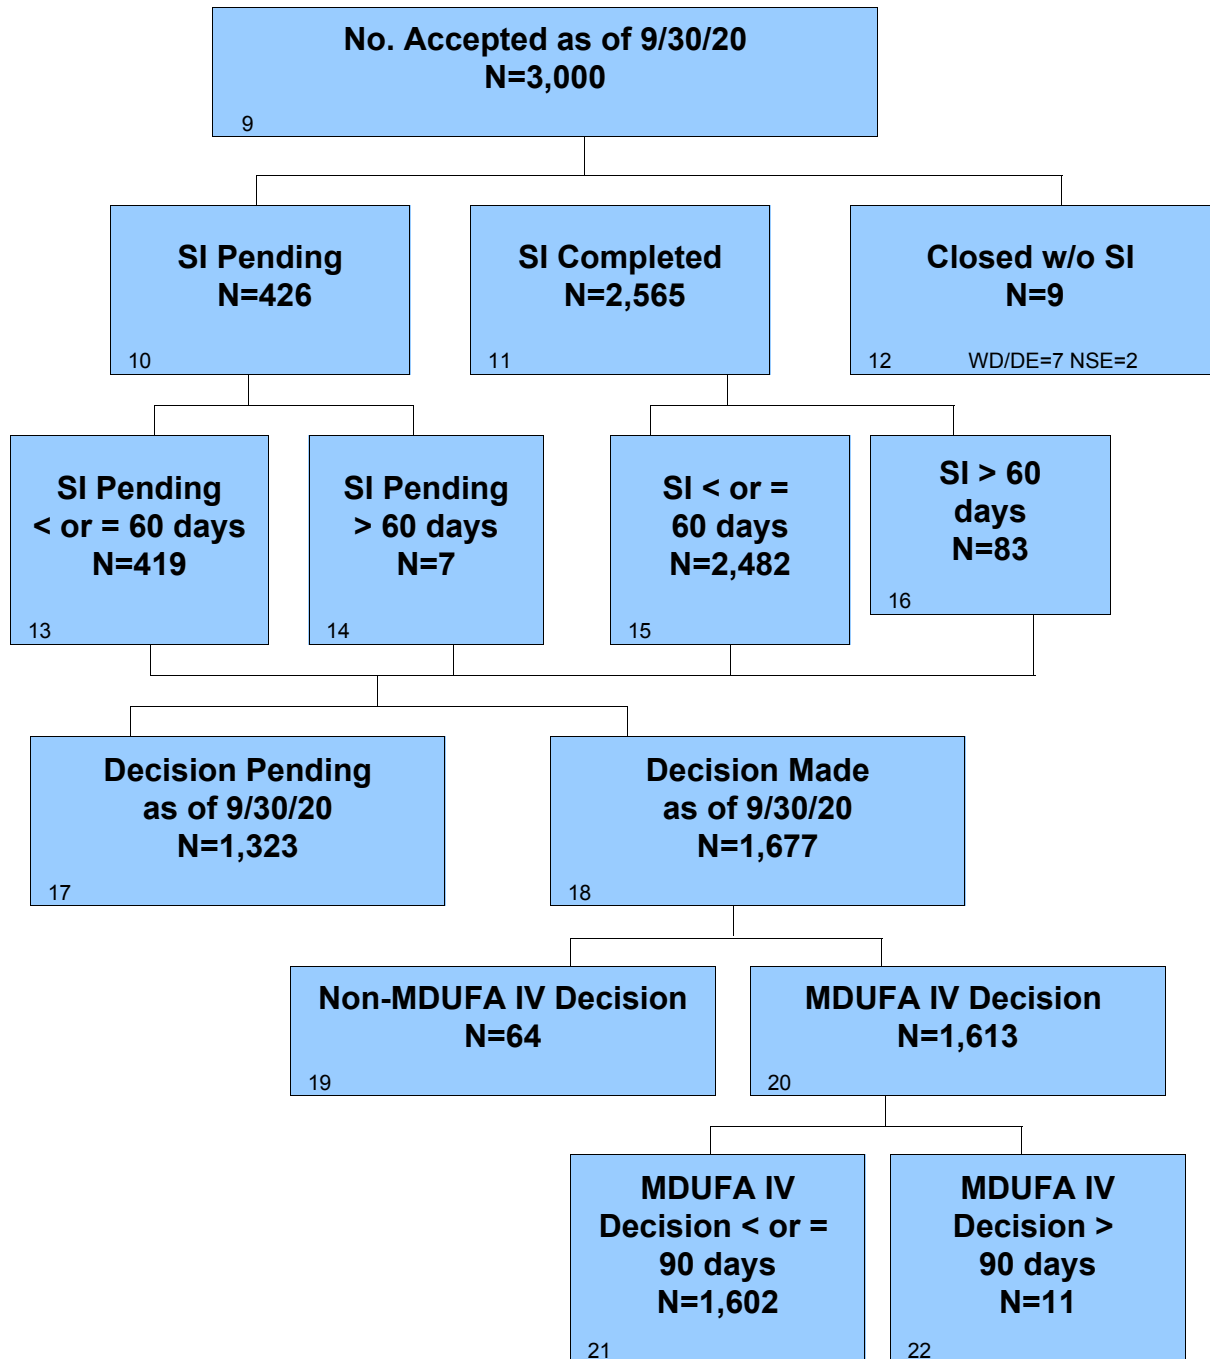 No. Accepted as of 9/30/20
N=3,000
9
SI Pending
N=426
10
SI Completed
N=2,565
11
Closed w/o SI
N=9
12 WD/DE=7 NSE=2
SI Pending
< or = 60 days
N=419
13
SI Pending
> 60 days
N=7
14
SI < or =
60 days
N=2,482
15
SI > 60
days
N=83
16
Decision Pending
as of 9/30/20
N=1,323
17
Decision Made
as of 9/30/20
N=1,677
18
Non-MDUFA IV Decision
N=64
19
MDUFA IV Decision
N=1,613
20
MDUFA IV
Decision < or =
90 days
N=1,602
21
MDUFA IV
Decision >
90 days
N=11
22